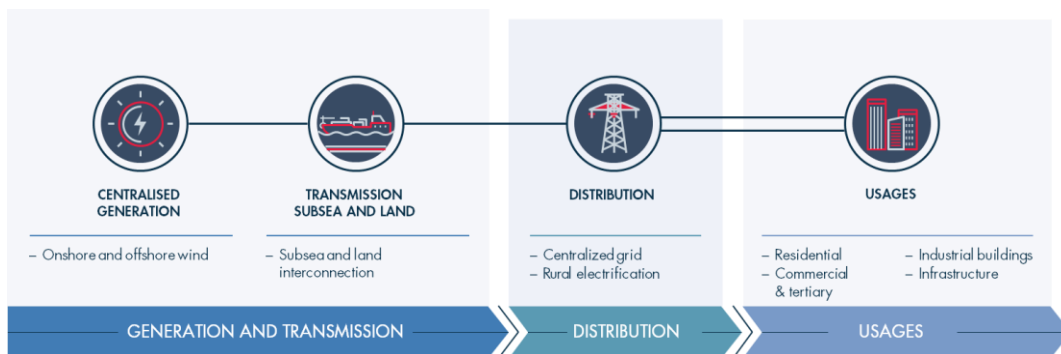 CENTRALISED
GENERATION
– Onshore and offshore wind
TRANSMISSION
SUBSEA AND LAND
– Subsea and land
interconnection
DISTRIBUTION
– Centralized grid
– Rural electrification
USAGES
– Residential
– Commercial
& tertiary
– Industrial buildings
– Infrastructure
GENERATION AND TRANSMISSION
DISTRIBUTION
USAGES